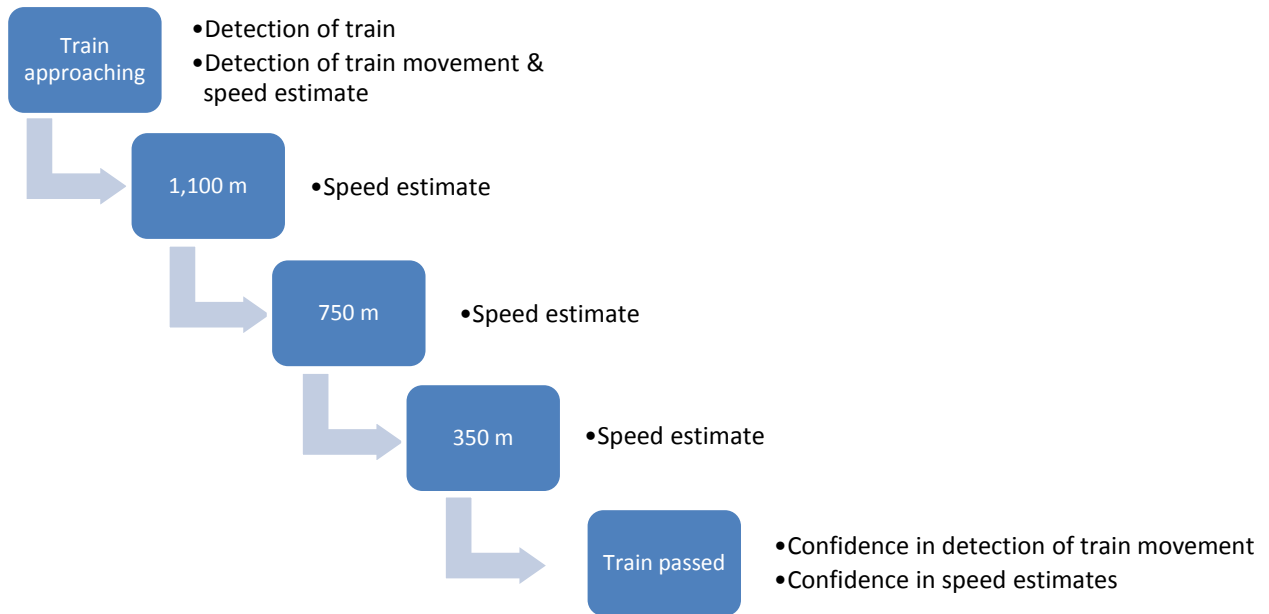 Train
approaching
•Detection of train
•Detection of train movement &
speed estimate
1,100 m
•Speed estimate
750 m
•Speed estimate
350 m
•Speed estimate
Train passed
•Confidence in detection of train movement
•Confidence in speed estimates